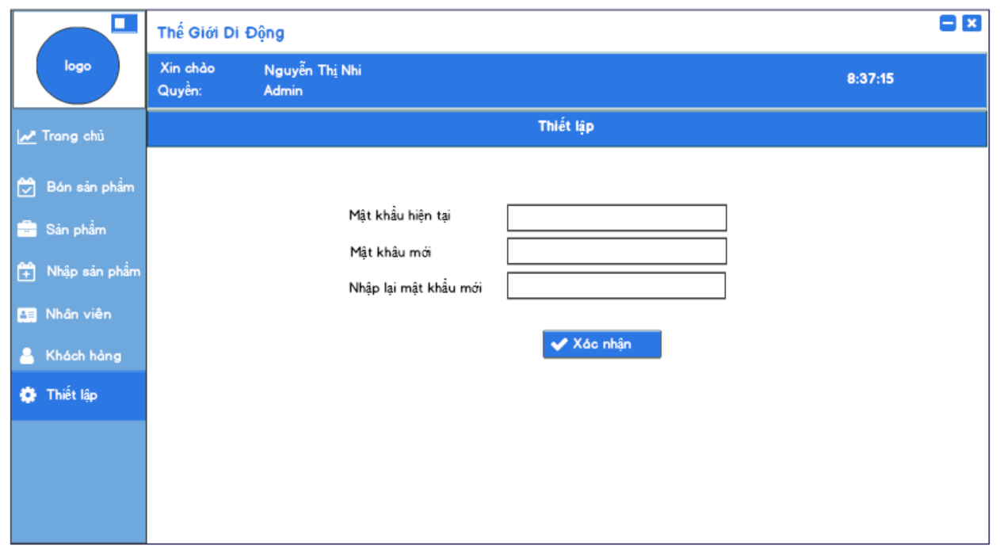 logo
Thế Giới Di Động
Xin chào Nguyễn Thị Nhi
Quyền: Admin
8:37:15
Trang chủ
Bán sản phẩm
Sản phẩm
Nhập sản phẩm
Nhân viên
Khách hàng
Thiết lập
Thiết lập
Mật khẩu hiện tại
Mật khâu mới
Nhập lại mật khẩu mới
Xác nhận